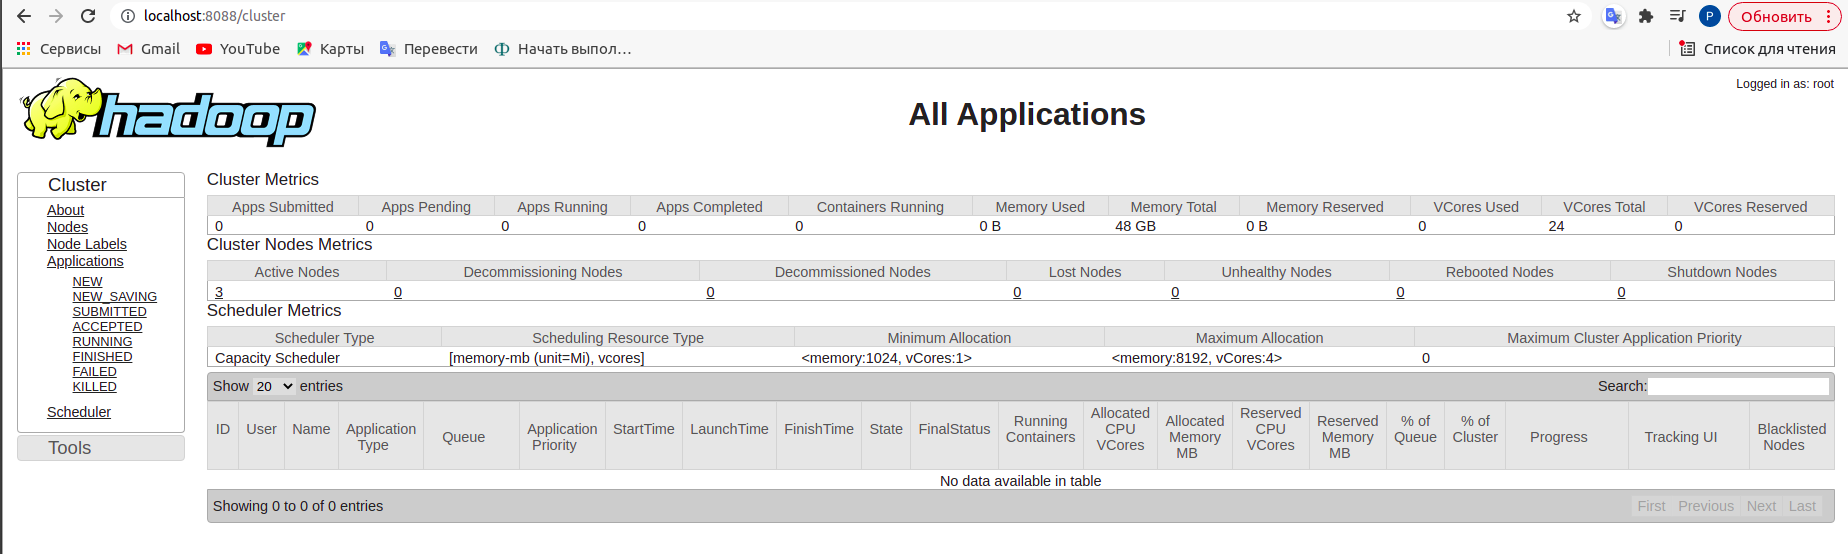 localhost:8088/cluster
P
Обновить
Сервисы Gmail YouTube Карты Перевести Начать выпол… Список для чтения
hadoop
All Applications
Logged in as: root
Cluster
About
Nodes
Node Labels
Applications
NEW
NEW_SAVING
SUBMITTED
ACCEPTED
RUNNING
FINISHED
FAILED
KILLED
Scheduler
Tools
Cluster Metrics
Apps Submitted Apps Pending Apps Running Apps Completed Containers Running Memory Used Memory Total Memory Reserved VCores Used VCores Total VCores Reserved
0 0 0 0 0 0 B 48 GB 0 B 0 24 0
Cluster Nodes Metrics
Active Nodes Decommissioning Nodes Decommissioned Nodes Lost Nodes Unhealthy Nodes Rebooted Nodes Shutdown Nodes
3 0 0 0 0 0 0
Scheduler Metrics
Scheduler Type Scheduling Resource Type Minimum Allocation Maximum Allocation Maximum Cluster Application Priority
Capacity Scheduler [memory-mb (unit=Mi), vcores] <memory:1024, vCores:1> <memory:8192, vCores:4> 0
Show 20 entries Search:
ID User Name Application Type Queue Application Priority StartTime LaunchTime FinishTime State FinalStatus Running Containers Allocated CPU VCores Allocated Memory MB Reserved CPU VCores Reserved Memory MB % of Queue % of Cluster Progress Tracking UI Blacklisted Nodes
No data available in table
Showing 0 to 0 of 0 entries First Previous Next Last